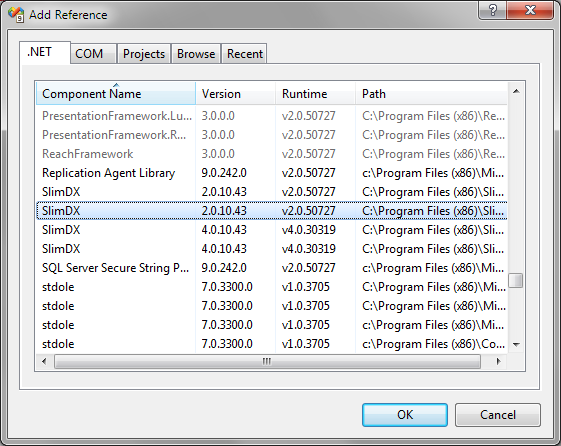 Add Reference
.NET COM Projects Browse Recent
Component Name Version Runtime Path
PresentationFramework.Lu... 3.0.0.0 v2.0.50727 C:\Program Files (x86)\Re...
PresentationFramework.R... 3.0.0.0 v2.0.50727 C:\Program Files (x86)\Re...
ReachFramework 3.0.0.0 v2.0.50727 C:\Program Files (x86)\Re...
Replication Agent Library 9.0.242.0 v2.0.50727 c:\Program Files (x86)\Mi...
SlimDX 2.0.10.43 v2.0.50727 C:\Program Files (x86)\Sli...
SlimDX 2.0.10.43 v2.0.50727 C:\Program Files (x86)\Sli...
SlimDX 4.0.10.43 v4.0.30319 C:\Program Files (x86)\Sli...
SlimDX 4.0.10.43 v4.0.30319 C:\Program Files (x86)\Sli...
SQL Server Secure String P... 9.0.242.0 v2.0.50727 c:\Program Files (x86)\Mi...
stdole 7.0.3300.0 v1.0.3705 c:\Program Files (x86)\Mi...
stdole 7.0.3300.0 v1.0.3705 c:\Program Files (x86)\Mi...
stdole 7.0.3300.0 v1.0.3705 c:\Program Files (x86)\Mi...
stdole 7.0.3300.0 v1.0.3705 c:\Program Files (x86)\Co...
OK Cancel